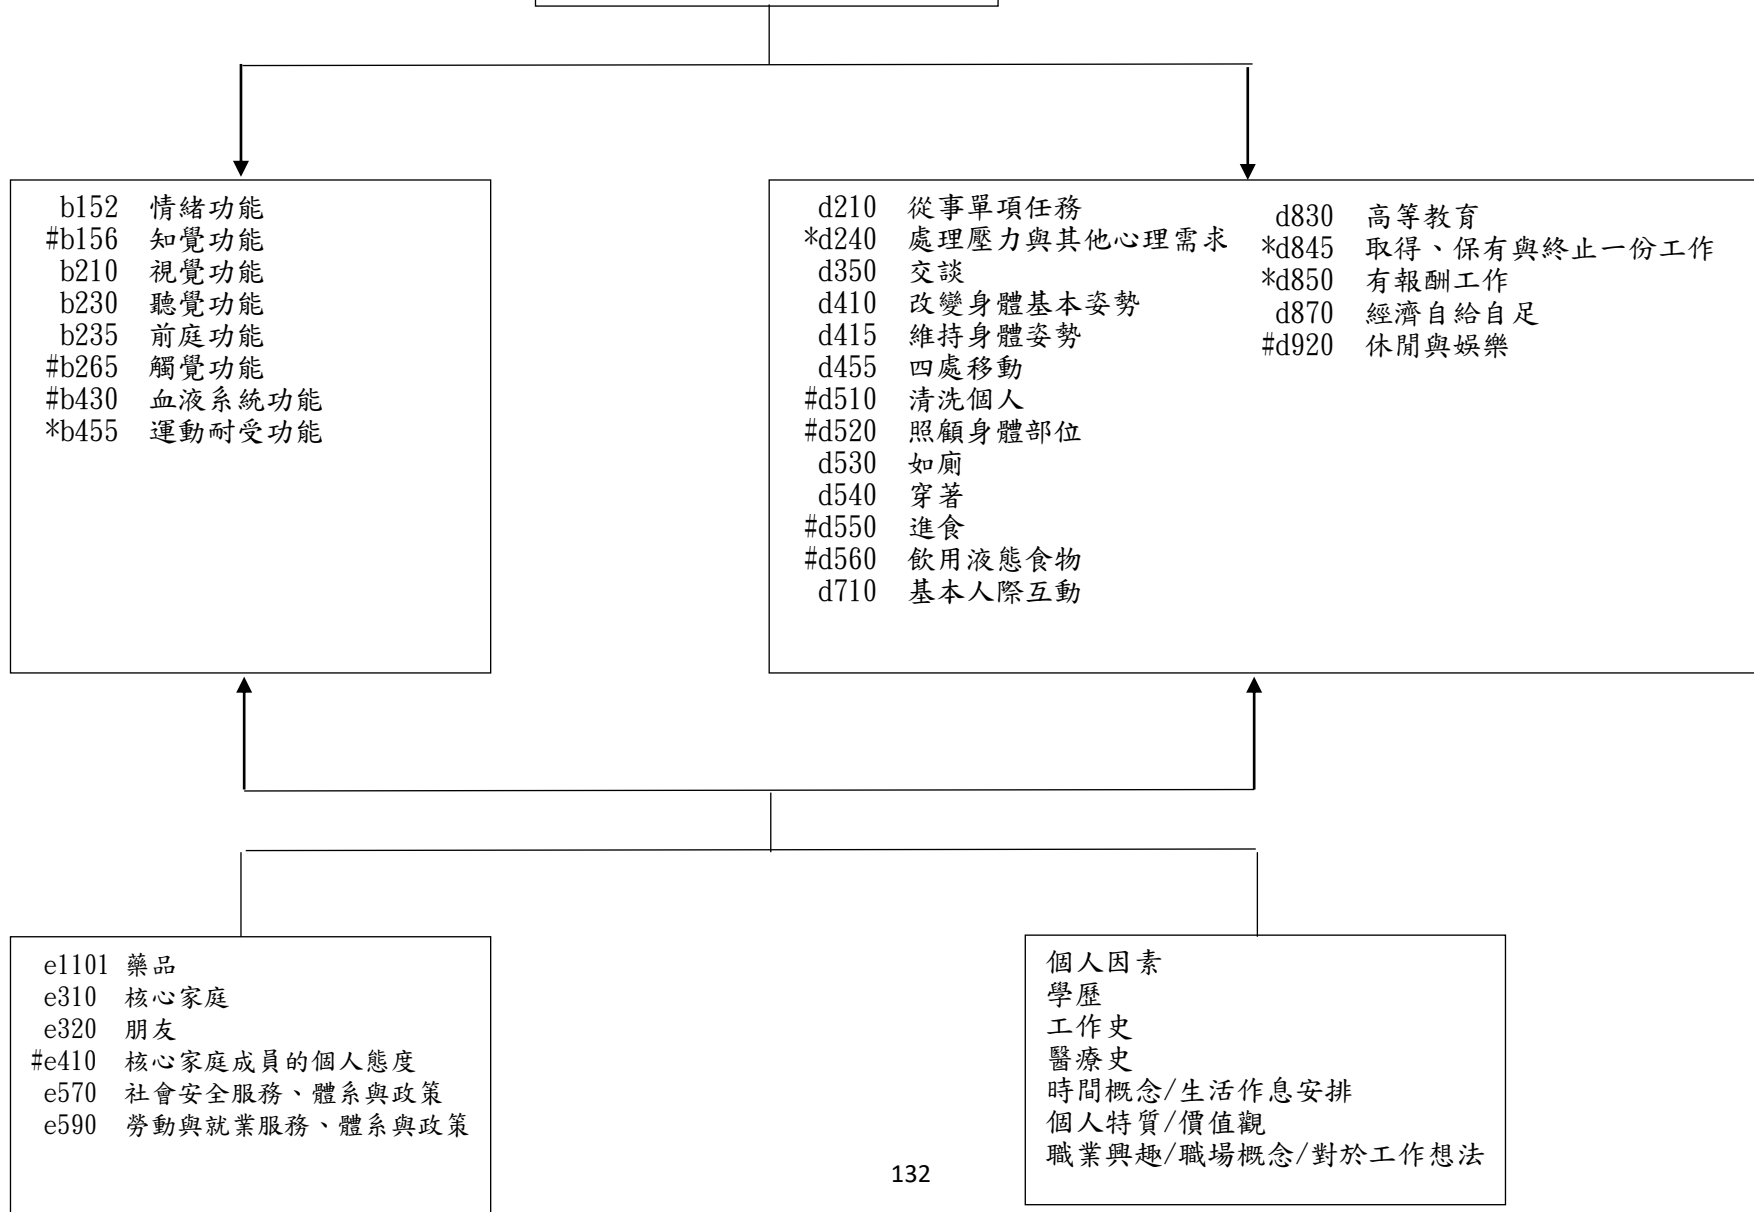 b152 情緒功能
#b156 知覺功能
b210 視覺功能
b230 聽覺功能
b235 前庭功能
#b265 觸覺功能
#b430 血液系統功能
*b455 運動耐受功能
d210 從事單項任務
*d240 處理壓力與其他心理需求
d350 交談
d410 改變身體基本姿勢
d415 維持身體姿勢
d455 四處移動
#d510 清洗個人
#d520 照顧身體部位
d530 如廁
d540 穿著
#d550 進食
#d560 飲用液態食物
d710 基本人際互動
d830 高等教育
*d845 取得、保有與終止一份工作
*d850 有報酬工作
d870 經濟自給自足
#d920 休閒與娛樂
e1101 藥品
e310 核心家庭
e320 朋友
#e410 核心家庭成員的個人態度
e570 社會安全服務、體系與政策
e590 勞動與就業服務、體系與政策
個人因素
學歷
工作史
醫療史
時間概念/生活作息安排
個人特質/價值觀
職業興趣/職場概念/對於工作想法
132